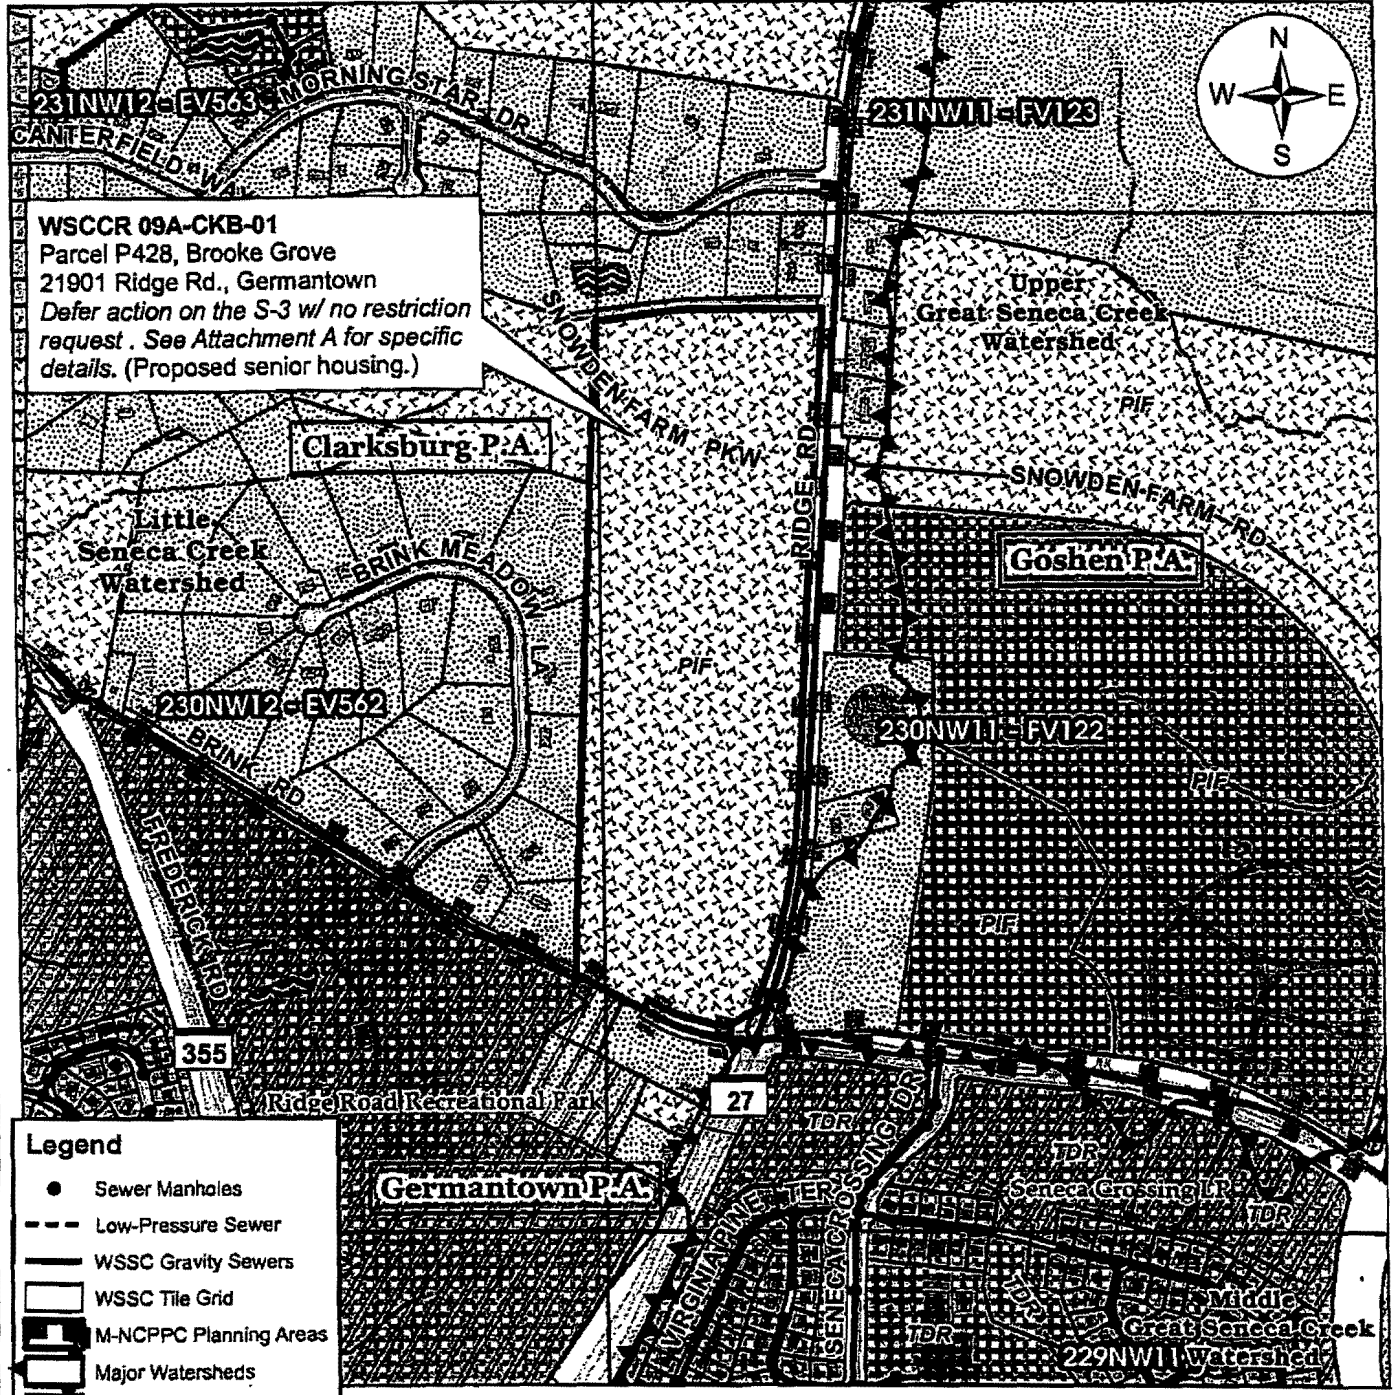 N
W E
S
231NW12 - EV563
MORNING STAR DR
231NW11 - FV123
CANTERFIELD WAY
WSCCR 09A-CKB-01
Parcel P428, Brooke Grove
21901 Ridge Rd., Germantown
Defer action on the S-3 w/ no restriction
request . See Attachment A for specific
details. (Proposed senior housing.)
Upper
Great Seneca Creek
Watershed
PIF
SNOWDEN FARM PKW
Clarksburg P.A.
RIDGE RD
SNOWDEN FARM RD
Little
Seneca Creek
Watershed
BRINK MEADOW LA
Goshen P.A.
PIF
230NW12 - EV562
230NW11 - FV122
BRINK RD
PIF
FREDERICK RD
PIF
355
27
Ridge Road Recreational Park
TDR
TDR
Germantown P.A.
SENECA CROSSING DR
Seneca Crossing LP
TDR
VIRGINIA PINE TER
TDR
TDR
Middle
Great Seneca Creek
Watershed
229NW11
Legend
Sewer Manholes
Low-Pressure Sewer
WSSC Gravity Sewers
WSSC Tile Grid
M-NCPPC Planning Areas
Major Watersheds